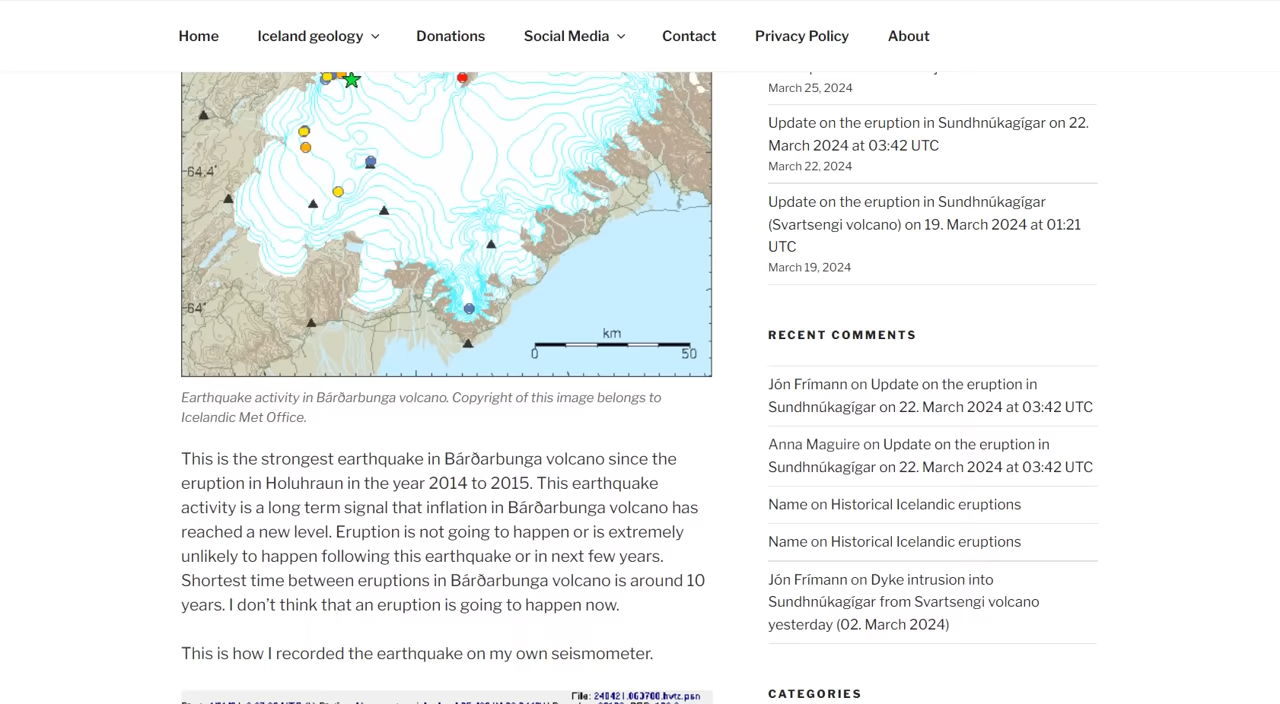 Home Iceland geology Donations Social Media Contact Privacy Policy About
64.4°
64°
km
0 50
Earthquake activity in Bárðarbunga volcano. Copyright of this image belongs to
Icelandic Met Office.
This is the strongest earthquake in Bárðarbunga volcano since the
eruption in Holuhraun in the year 2014 to 2015. This earthquake
activity is a long term signal that inflation in Bárðarbunga volcano has
reached a new level. Eruption is not going to happen or is extremely
unlikely to happen following this earthquake or in next few years.
Shortest time between eruptions in Bárðarbunga volcano is around 10
years. I don’t think that an eruption is going to happen now.
This is how I recorded the earthquake on my own seismometer.
File: 240421.063700.hvtz.psn
March 25, 2024
Update on the eruption in Sundhnúkagígar on 22.
March 2024 at 03:42 UTC
March 22, 2024
Update on the eruption in Sundhnúkagígar
(Svartsengi volcano) on 19. March 2024 at 01:21
UTC
March 19, 2024
RECENT COMMENTS
Jón Frímann on Update on the eruption in
Sundhnúkagígar on 22. March 2024 at 03:42 UTC
Anna Maguire on Update on the eruption in
Sundhnúkagígar on 22. March 2024 at 03:42 UTC
Name on Historical Icelandic eruptions
Name on Historical Icelandic eruptions
Jón Frímann on Dyke intrusion into
Sundhnúkagígar from Svartsengi volcano
yesterday (02. March 2024)
CATEGORIES